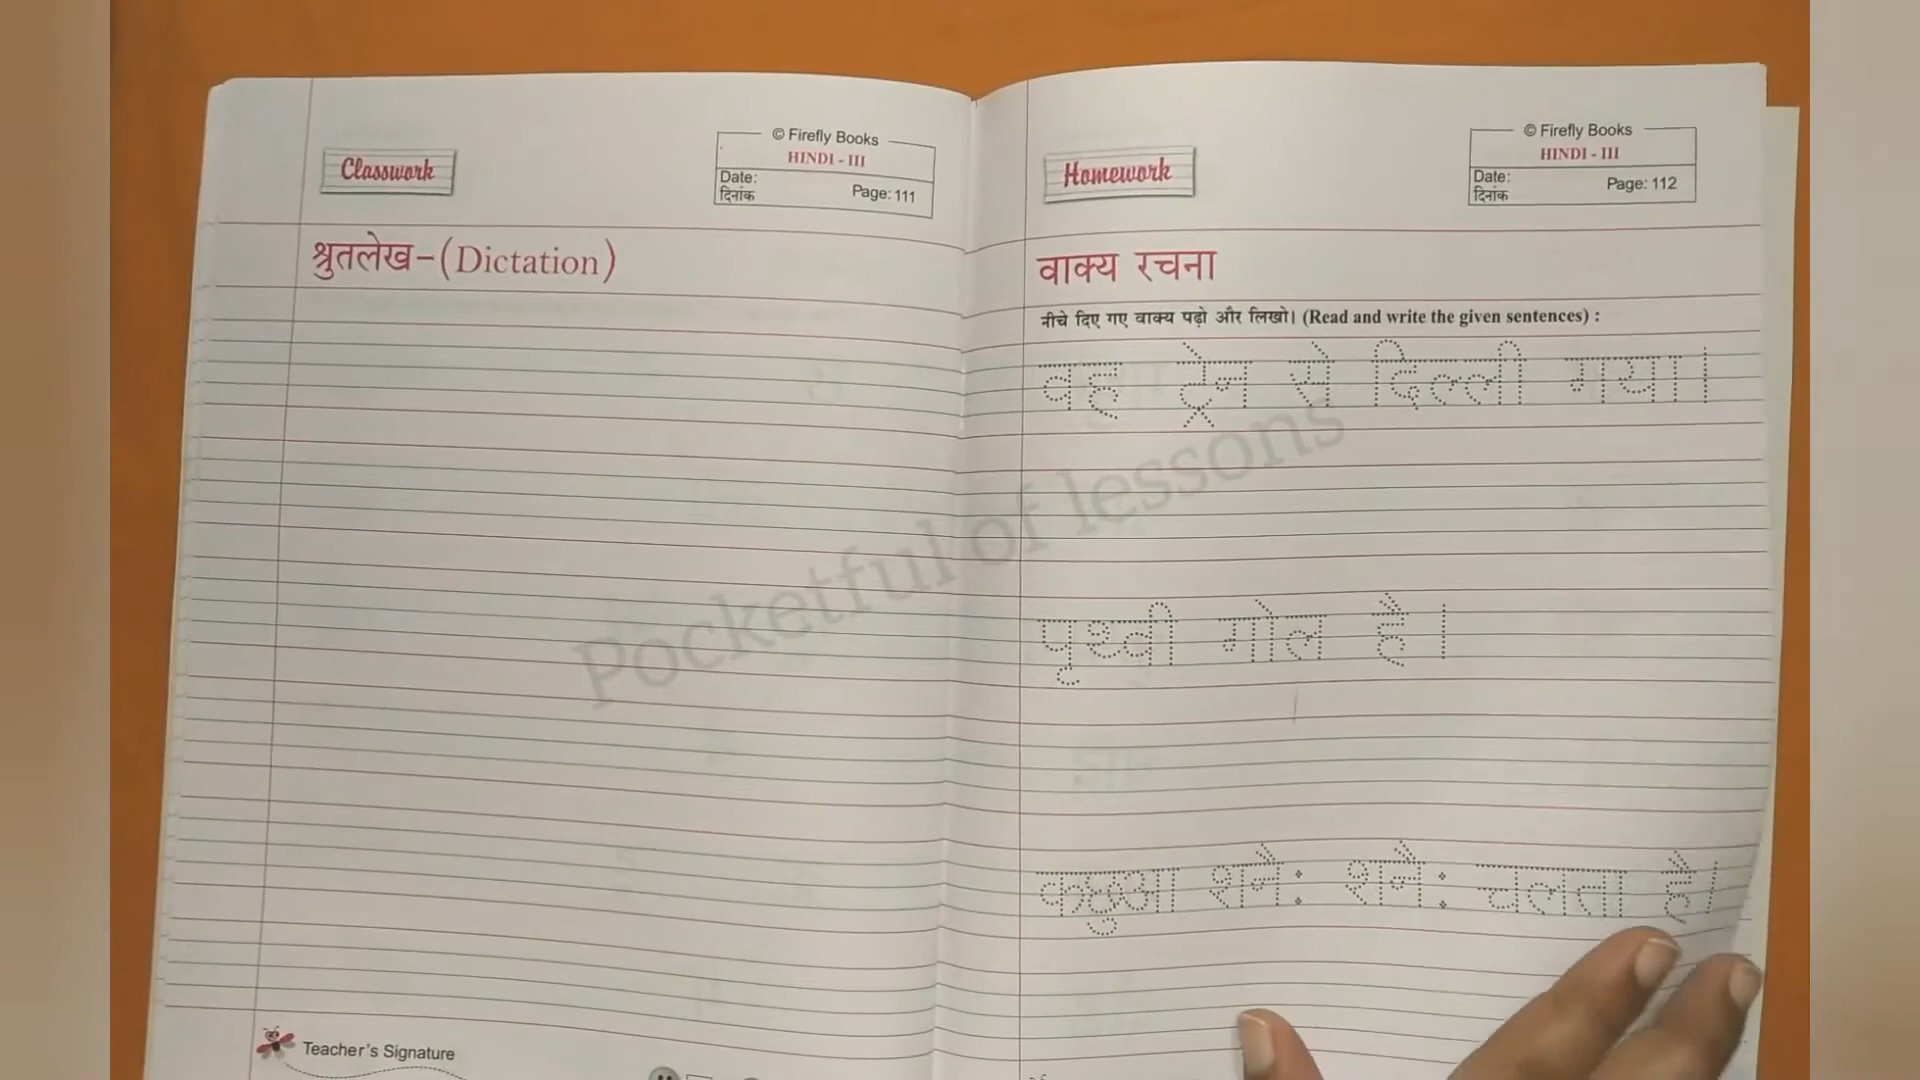 Classwork
© Firefly Books
HINDI - III
Date:
दिनांक
Page: 111
श्रुतलेख-(Dictation)
Teacher's Signature
Homework
© Firefly Books
HINDI - III
Date:
दिनांक
Page: 112
वाक्य रचना
नीचे दिए गए वाक्य पढ़ो और लिखो। (Read and write the given sentences) :
वह ट्रेन से दिल्ली गया।
पृथ्वी गोल है।
कछुआ शनै: शनै: चलता है।
Pocketful of lessons